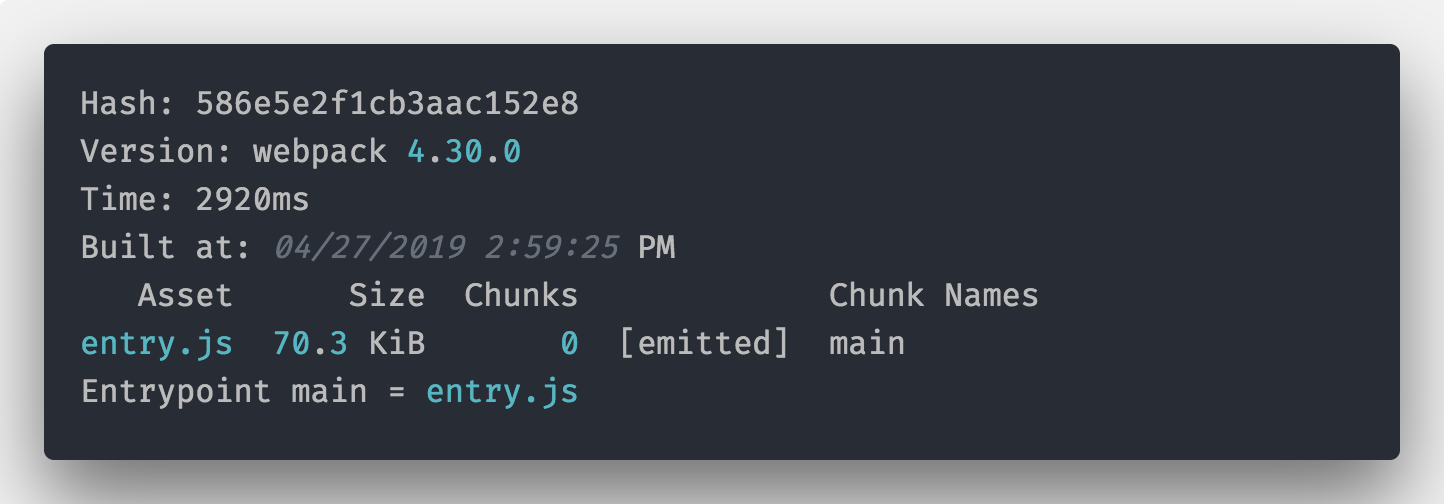 Hash: 586e5e2f1cb3aac152e8
Version: webpack 4.30.0
Time: 2920ms
Built at: 04/27/2019 2:59:25 PM
   Asset      Size  Chunks             Chunk Names
entry.js  70.3 KiB       0  [emitted]  main
Entrypoint main = entry.js